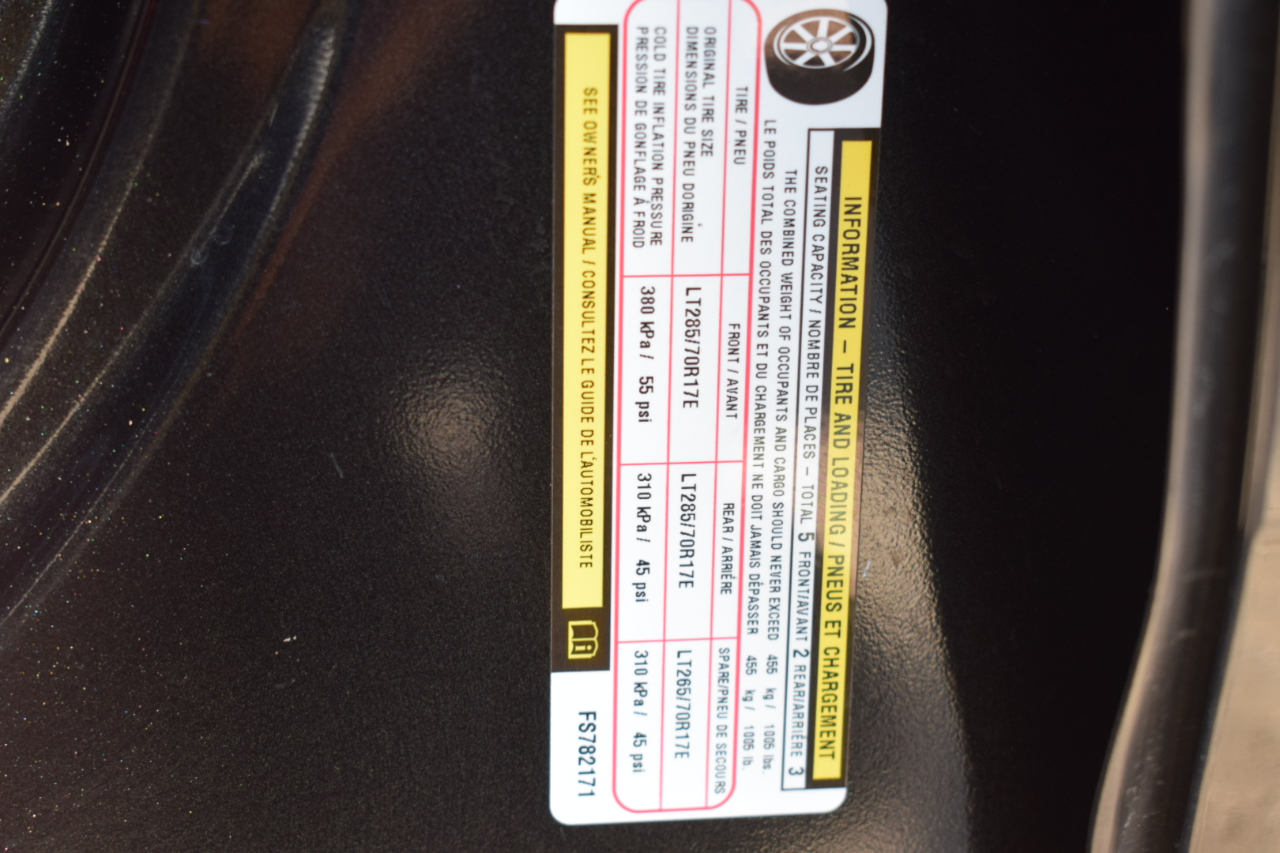 INFORMATION – TIRE AND LOADING / PNEUS ET CHARGEMENT
SEATING CAPACITY / NOMBRE DE PLACES – TOTAL 5 FRONT/AVANT 2 REAR/ARRIÈRE 3
THE COMBINED WEIGHT OF OCCUPANTS AND CARGO SHOULD NEVER EXCEED 455 kg / 1005 lbs.
LE POIDS TOTAL DES OCCUPANTS ET DU CHARGEMENT NE DOIT JAMAIS DÈPASSER 455 kg / 1005 lb.
TIRE / PNEU FRONT / AVANT REAR / ARRIÈRE SPARE/PNEU DE SECOURS
ORIGINAL TIRE SIZE
DIMENSIONS DU PNEU D'ORIGINE LT285/70R17E LT285/70R17E LT265/70R17E
COLD TIRE INFLATION PRESSURE
PRESSION DE GONFLAGE À FROID 380 kPa / 55 psi 310 kPa / 45 psi 310 kPa / 45 psi
SEE OWNER'S MANUAL / CONSULTEZ LE GUIDE DE L'AUTOMOBILISTE
FS782171